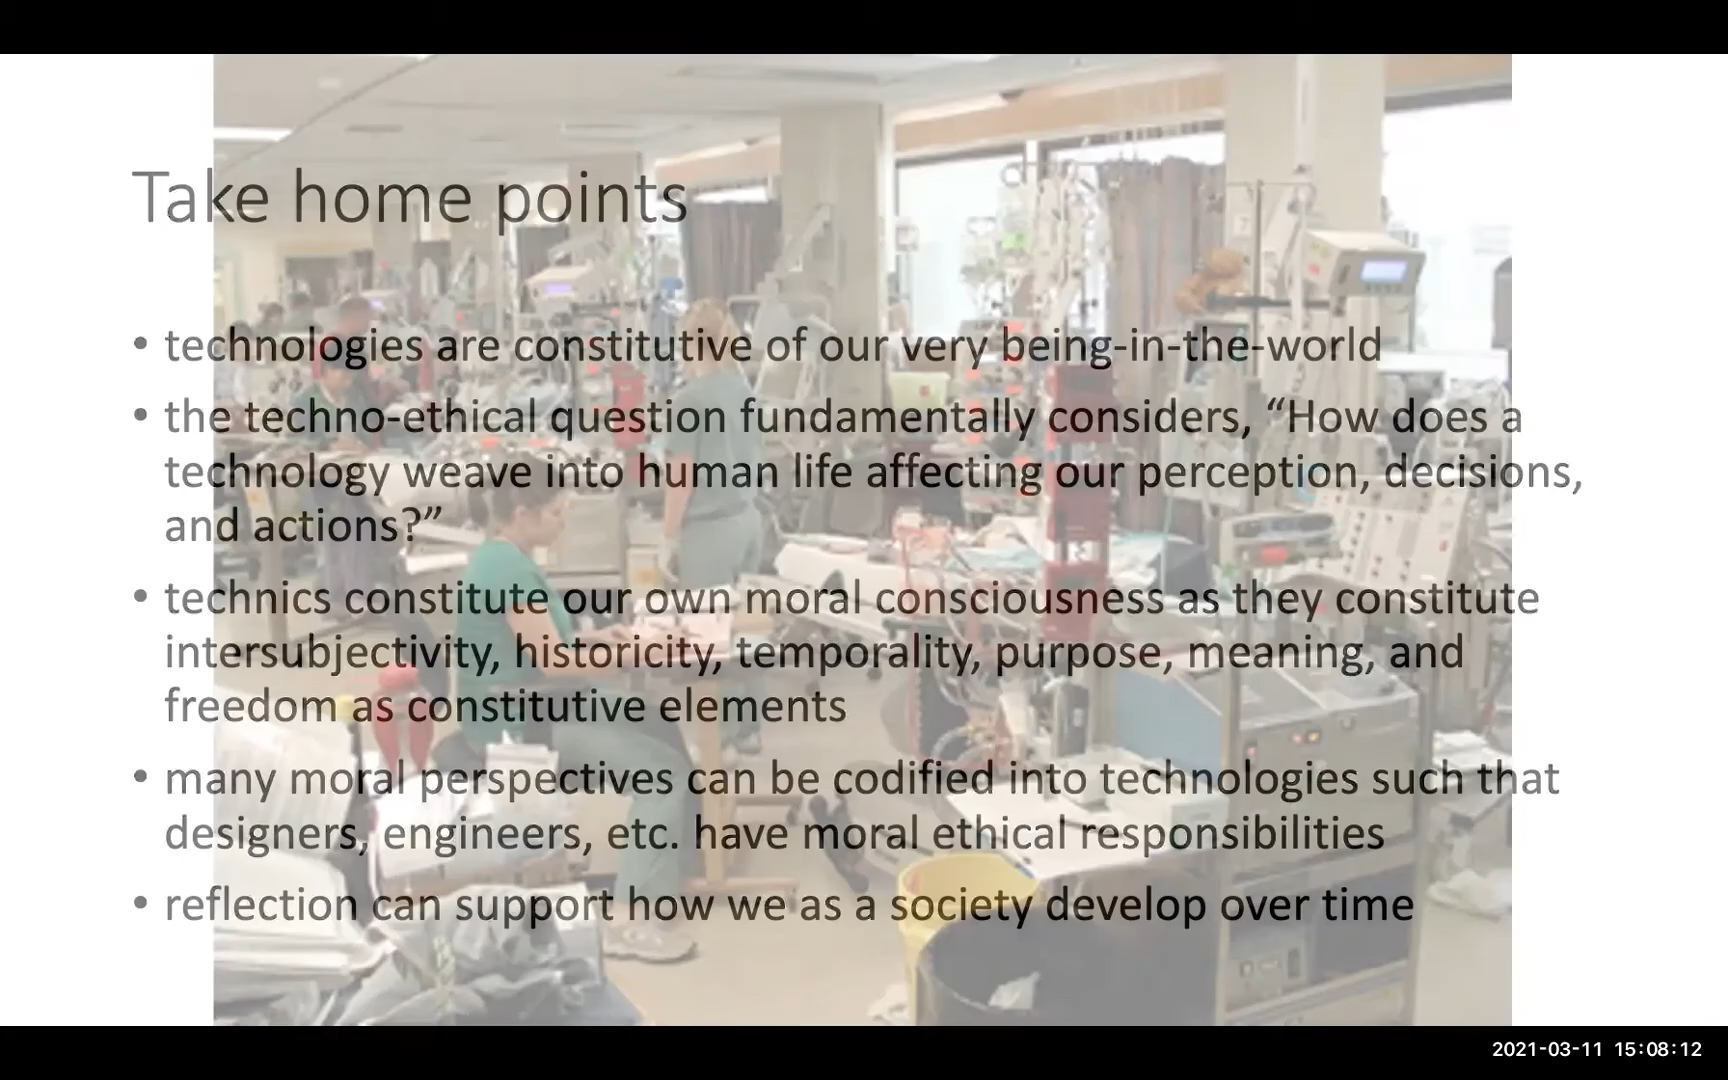 Take home points
• technologies are constitutive of our very being-in-the-world
• the techno-ethical question fundamentally considers, “How does a
technology weave into human life affecting our perception, decisions,
and actions?”
• technics constitute our own moral consciousness as they constitute
intersubjectivity, historicity, temporality, purpose, meaning, and
freedom as constitutive elements
• many moral perspectives can be codified into technologies such that
designers, engineers, etc. have moral ethical responsibilities
• reflection can support how we as a society develop over time
2021-03-11 15:08:12